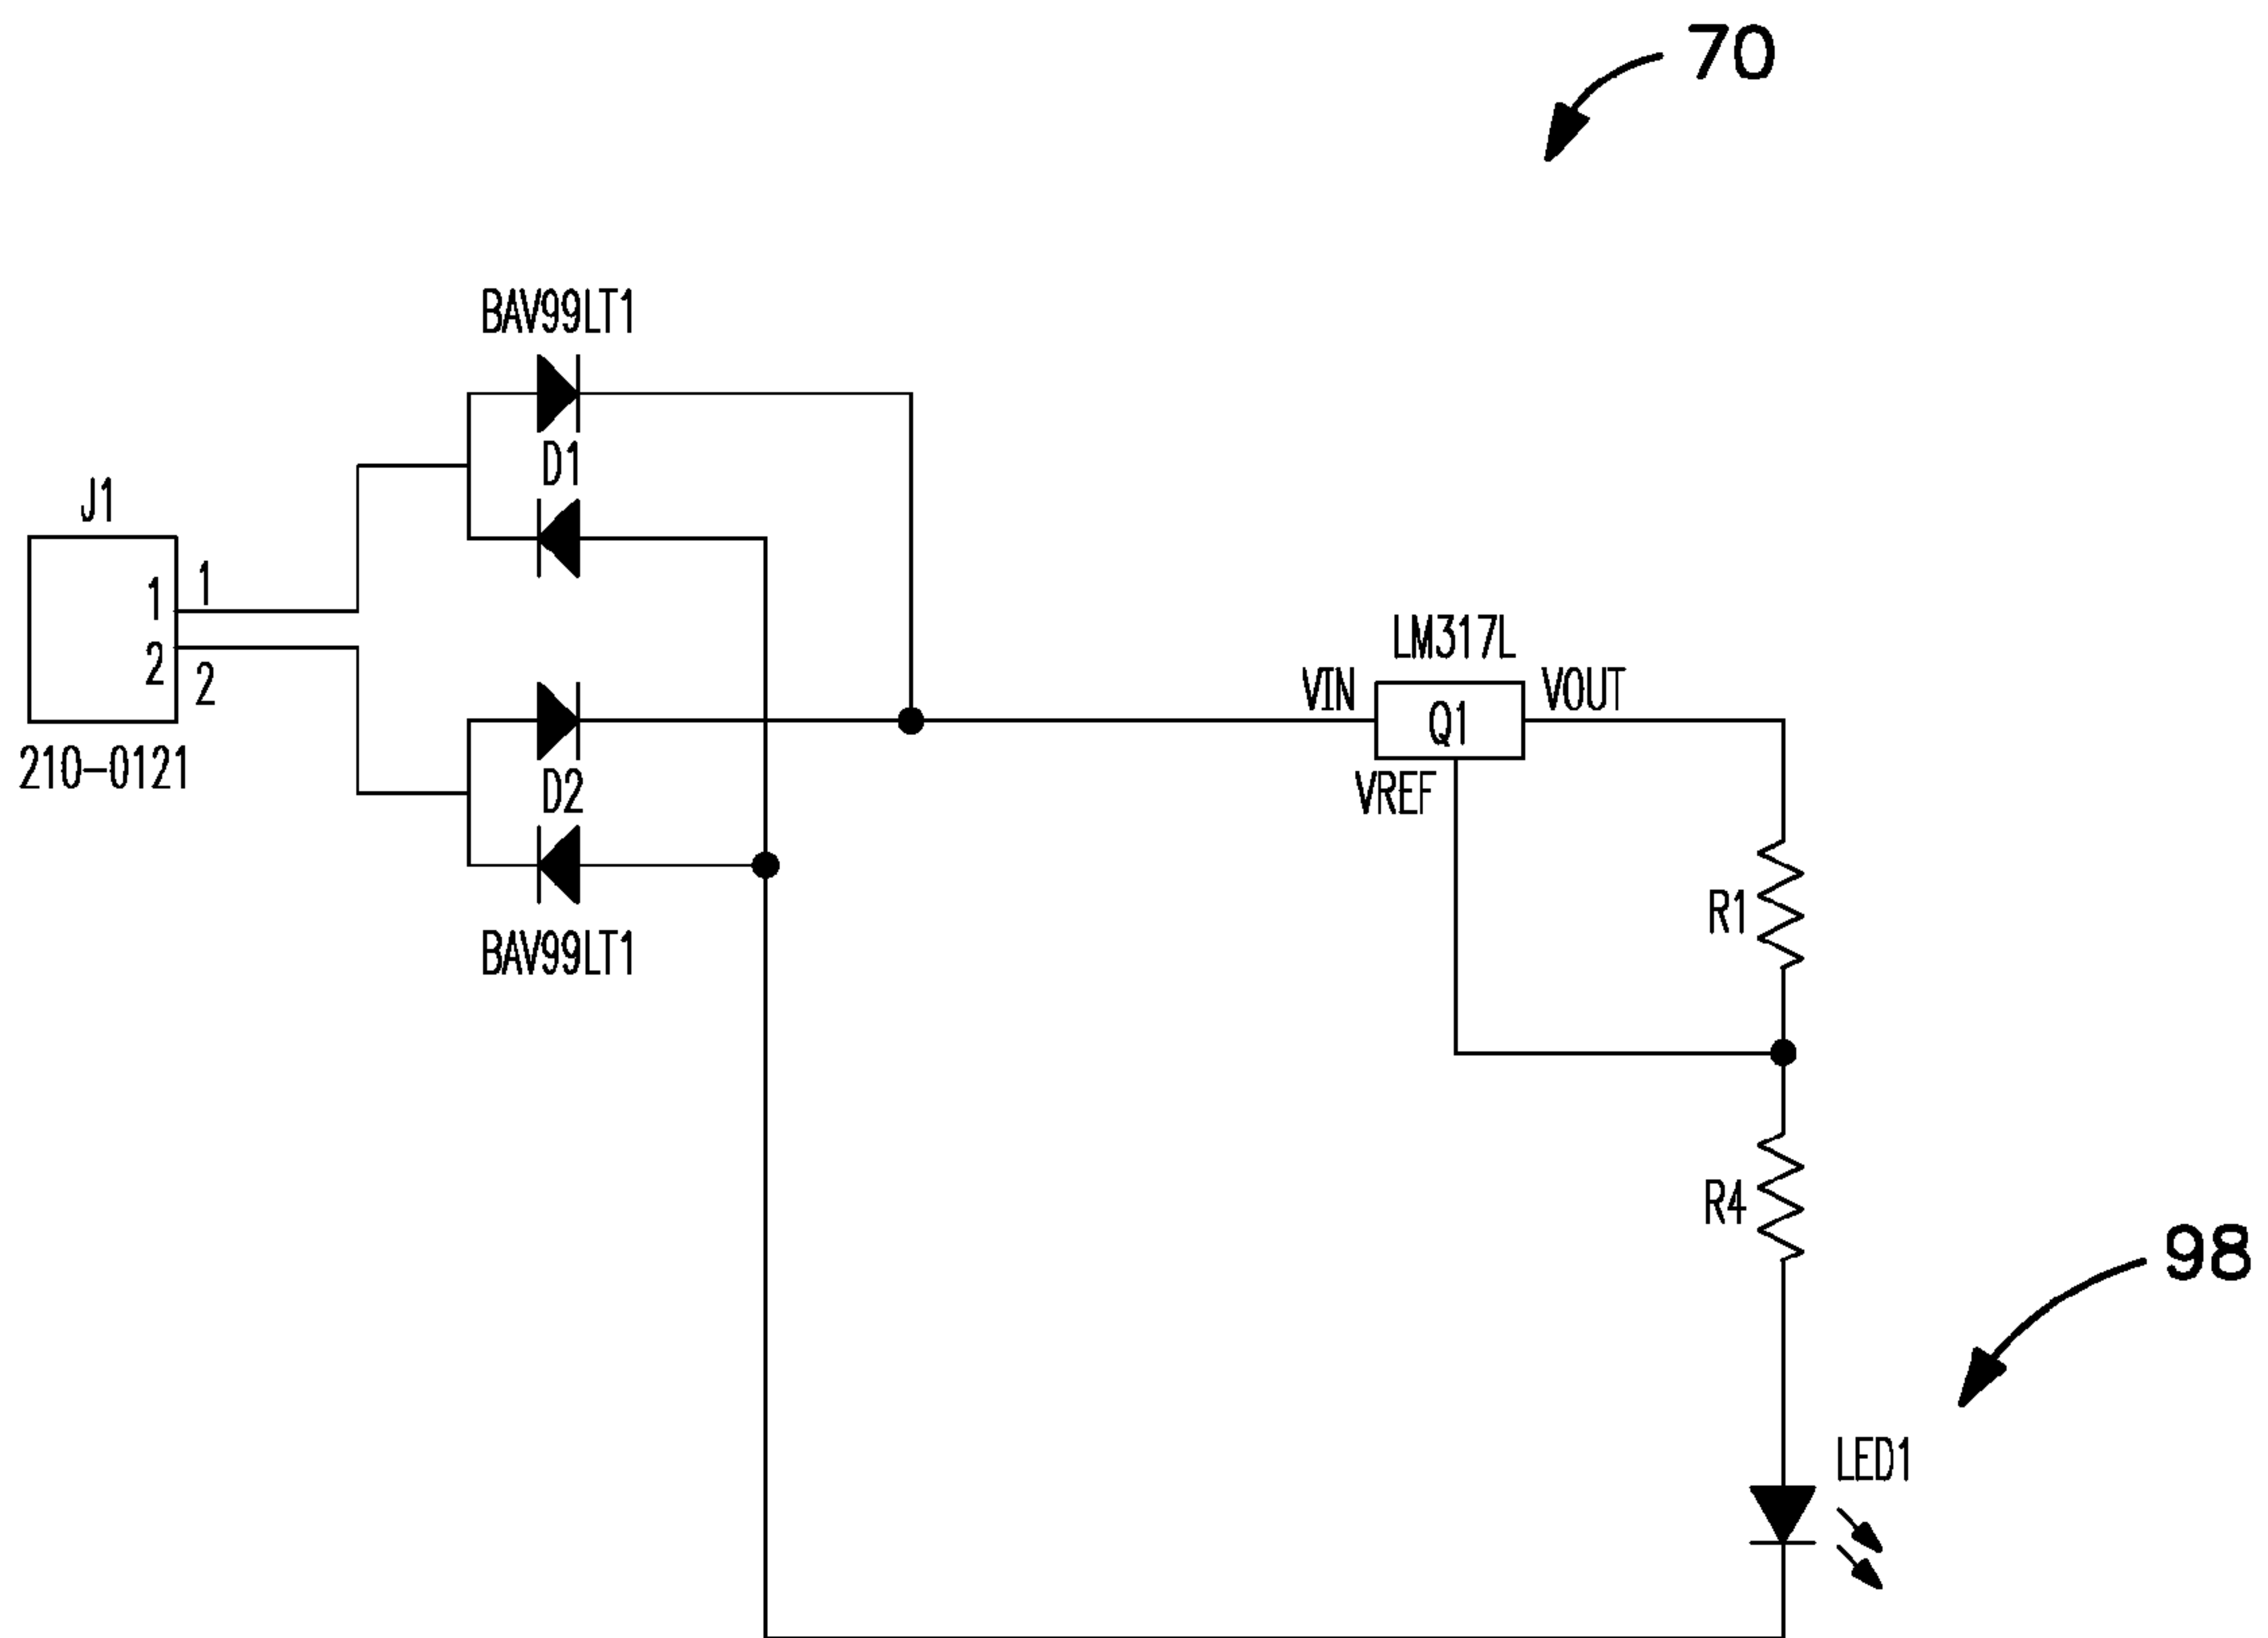 70
BAV99LT1
D1
J1
1
1
2
2
210-0121
D2
BAV99LT1
LM317L
VIN
Q1
VOUT
VREF
R1
R4
98
LED1